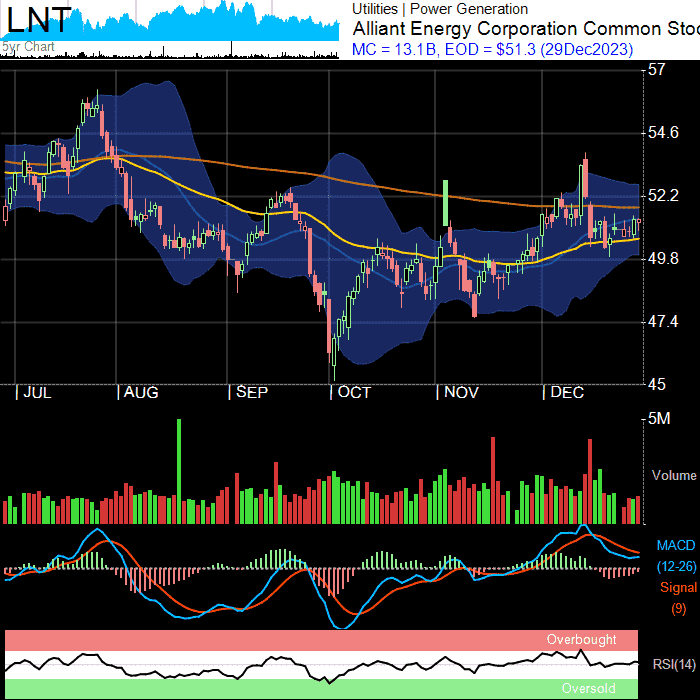 LNT
5yr Chart
Utilities | Power Generation
Alliant Energy Corporation Common Stoc
MC = 13.1B, EOD = $51.3 (29Dec2023)
57
54.6
52.2
49.8
47.4
45
JUL AUG SEP OCT NOV DEC
5M
Volume
MACD
(12-26)
Signal
(9)
Overbought
RSI(14)
Oversold